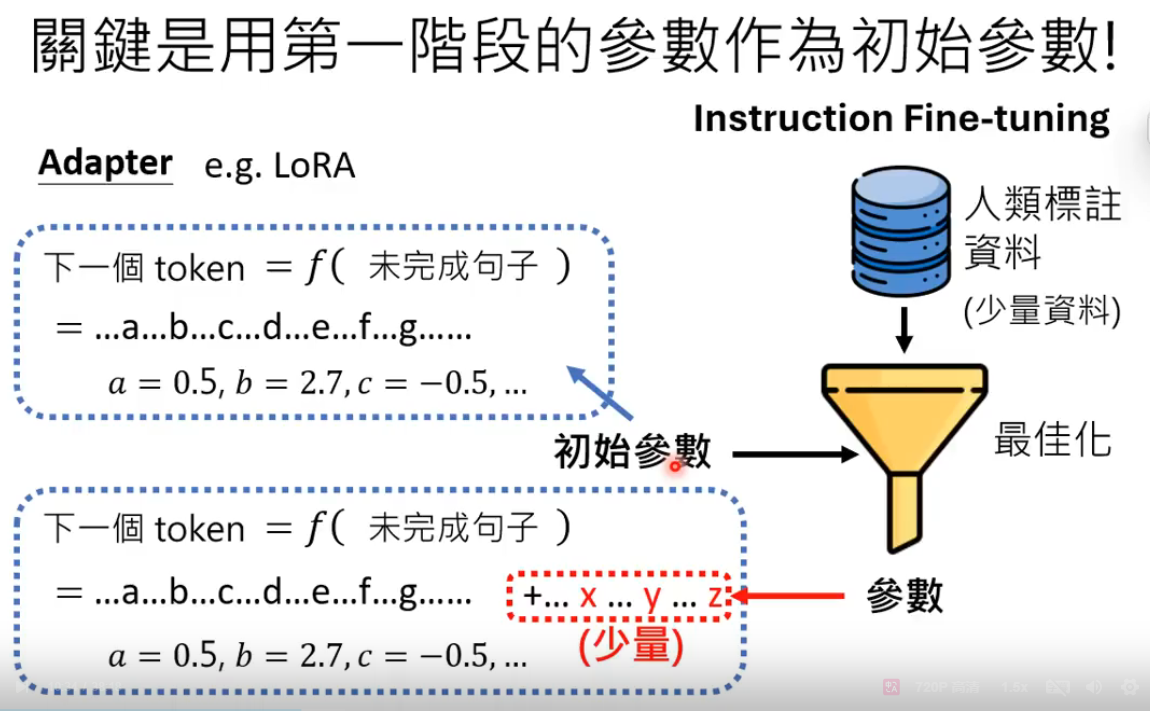 關鍵是用第一階段的參數作為初始參數!
Instruction Fine-tuning
Adapter e.g. LoRA
人類標註
資料
(少量資料)
下一個 token = f( 未完成句子 )
= …a…b…c…d…e…f…g……
a = 0.5, b = 2.7, c = −0.5, …
初始參數
最佳化
下一個 token = f( 未完成句子 )
= …a…b…c…d…e…f…g…… +… x … y … z
(少量)
a = 0.5, b = 2.7, c = −0.5, …
參數
720P 高清 1.5x